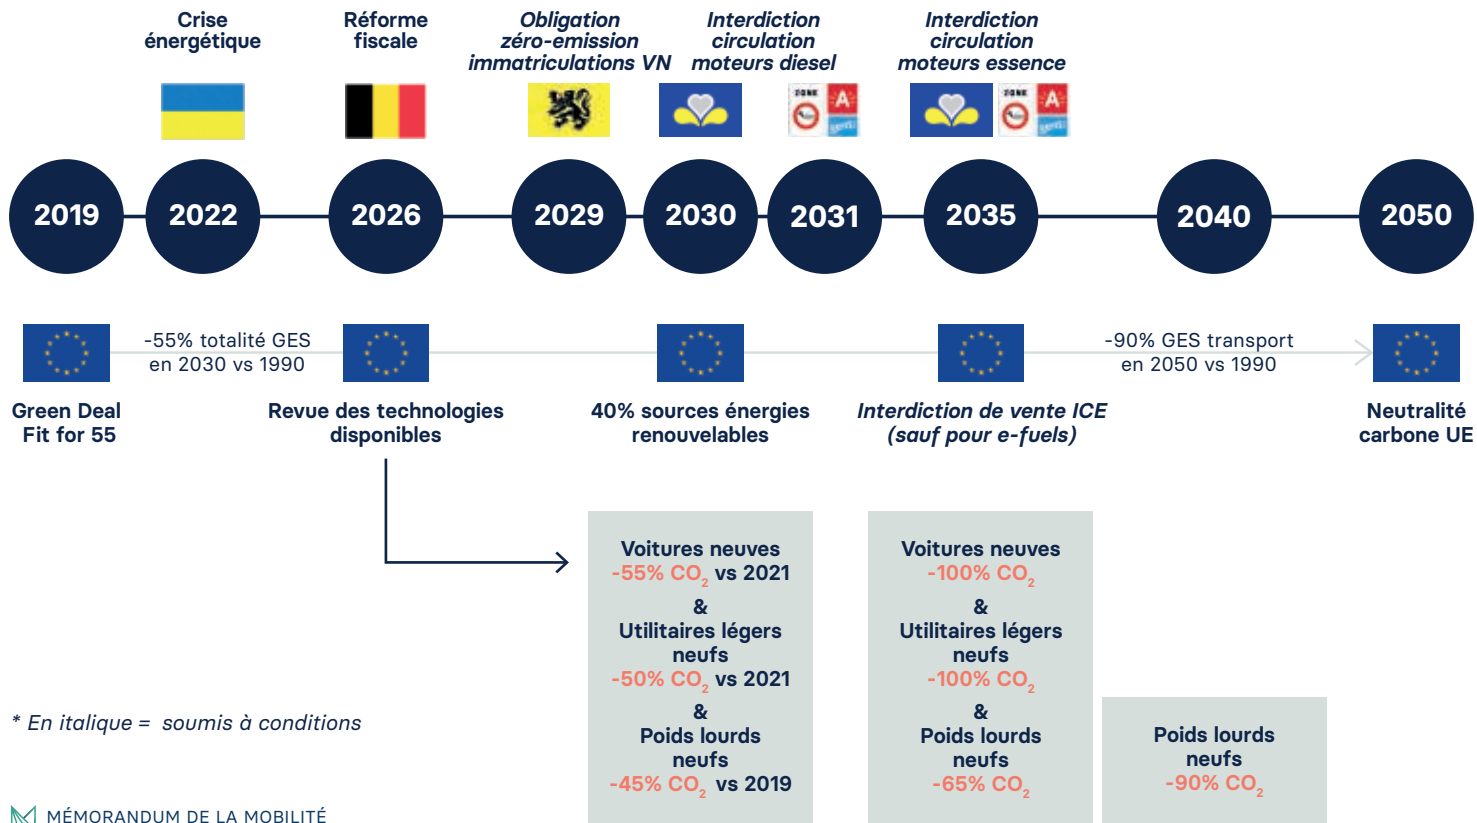 Crise
énergétique
Réforme
fiscale
Obligation
zéro-emission
immatriculations VN
Interdiction
circulation
moteurs diesel
Interdiction
circulation
moteurs essence
ZONE
A
ZONE
A
2019
2022
2026
2029
2030
2031
2035
2040
2050
-55% totalité GES
en 2030 vs 1990
-90% GES transport
en 2050 vs 1990
Green Deal
Fit for 55
Revue des technologies
disponibles
40% sources énergies
renouvelables
Interdiction de vente ICE
(sauf pour e-fuels)
Neutralité
carbone UE
Voitures neuves
-55% CO₂ vs 2021
&
Utilitaires légers
neufs
-50% CO₂ vs 2021
&
Poids lourds
neufs
-45% CO₂ vs 2019
Voitures neuves
-100% CO₂
&
Utilitaires légers
neufs
-100% CO₂
&
Poids lourds
neufs
-65% CO₂
Poids lourds
neufs
-90% CO₂
* En italique = soumis à conditions
MÉMORANDUM DE LA MOBILITÉ